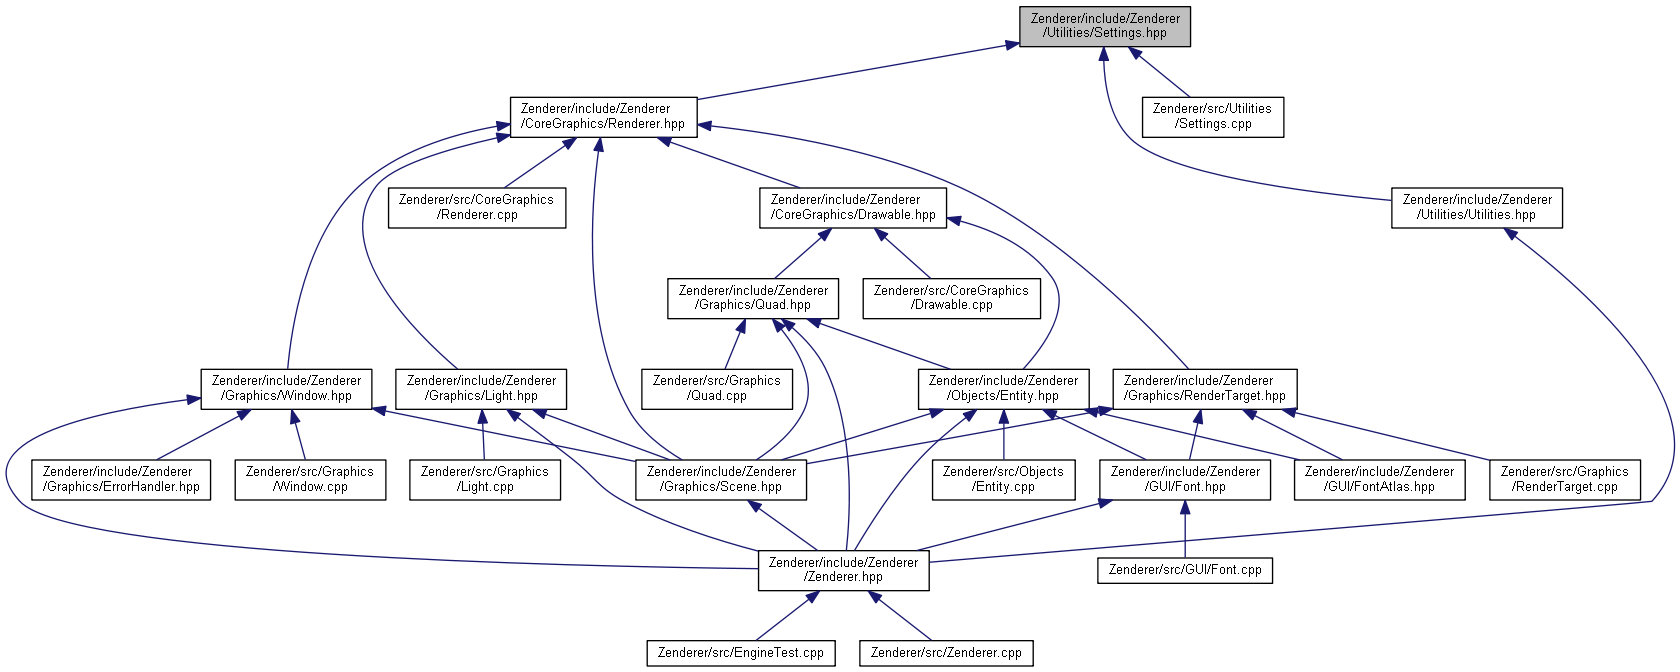 Zenderer/include/Zenderer
/Utilities/Settings.hpp
Zenderer/include/Zenderer
/CoreGraphics/Renderer.hpp
Zenderer/src/Utilities
/Settings.cpp
Zenderer/src/CoreGraphics
/Renderer.cpp
Zenderer/include/Zenderer
/CoreGraphics/Drawable.hpp
Zenderer/include/Zenderer
/Utilities/Utilities.hpp
Zenderer/include/Zenderer
/Graphics/Quad.hpp
Zenderer/src/CoreGraphics
/Drawable.cpp
Zenderer/include/Zenderer
/Graphics/Window.hpp
Zenderer/include/Zenderer
/Graphics/Light.hpp
Zenderer/src/Graphics
/Quad.cpp
Zenderer/include/Zenderer
/Objects/Entity.hpp
Zenderer/include/Zenderer
/Graphics/RenderTarget.hpp
Zenderer/include/Zenderer
/Graphics/ErrorHandler.hpp
Zenderer/src/Graphics
/Window.cpp
Zenderer/src/Graphics
/Light.cpp
Zenderer/include/Zenderer
/Graphics/Scene.hpp
Zenderer/src/Objects
/Entity.cpp
Zenderer/include/Zenderer
/GUI/Font.hpp
Zenderer/include/Zenderer
/GUI/FontAtlas.hpp
Zenderer/src/Graphics
/RenderTarget.cpp
Zenderer/include/Zenderer
/Zenderer.hpp
Zenderer/src/GUI/Font.cpp
Zenderer/src/EngineTest.cpp
Zenderer/src/Zenderer.cpp